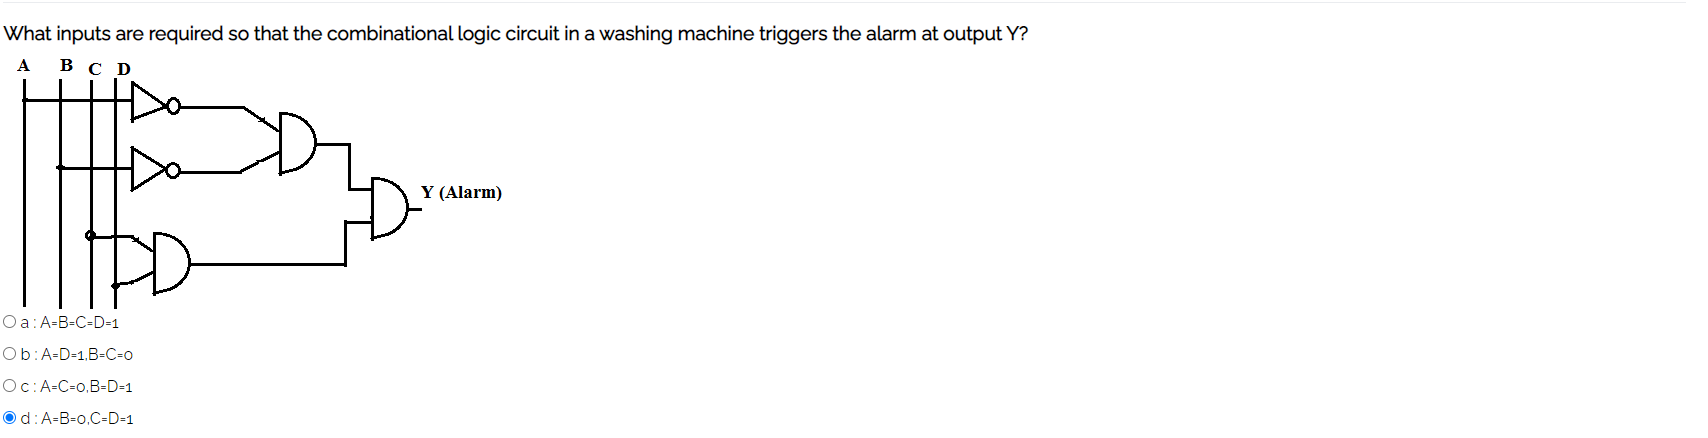 What inputs are required so that the combinational logic circuit in a washing machine triggers the alarm at output Y?
A B C D
Y (Alarm)
a : A=B=C=D=1
b : A=D=1,B=C=0
c : A=C=0,B=D=1
d : A=B=0,C=D=1